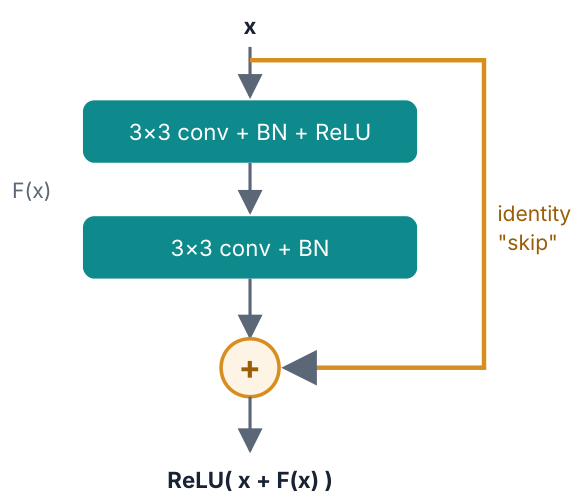 x
3×3 conv + BN + ReLU
F(x)
identity
"skip"
3×3 conv + BN
+
ReLU( x + F(x) )